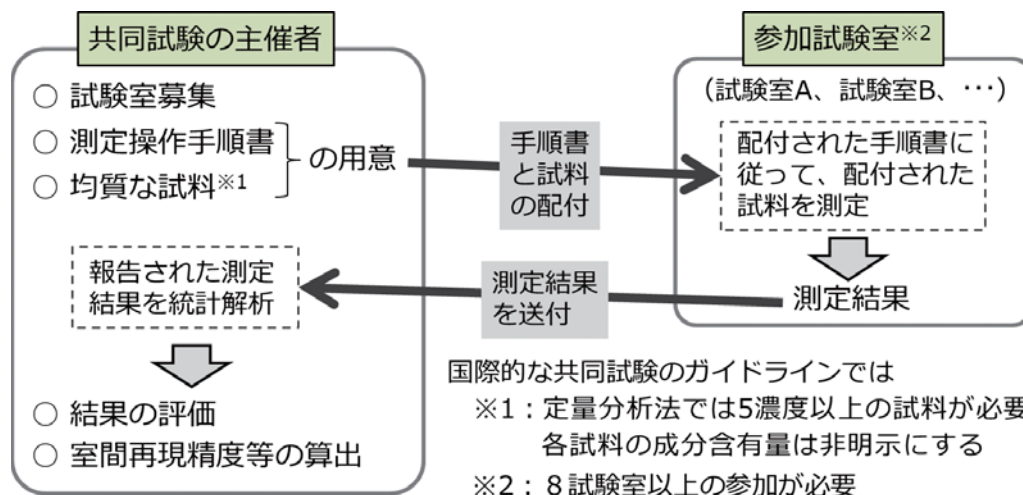 共同試験の主催者
○ 試験室募集
○ 測定操作手順書
○ 均質な試料※1
の用意
手順書
と試料
の配付
参加試験室※2
（試験室A、試験室B、･･･）
配付された手順書に
従って、配付された
試料を測定
測定結果
測定結果
を送付
報告された測定
結果を統計解析
○ 結果の評価
○ 室間再現精度等の算出
国際的な共同試験のガイドラインでは
※1：定量分析法では5濃度以上の試料が必要
各試料の成分含有量は非明示にする
※2：８試験室以上の参加が必要